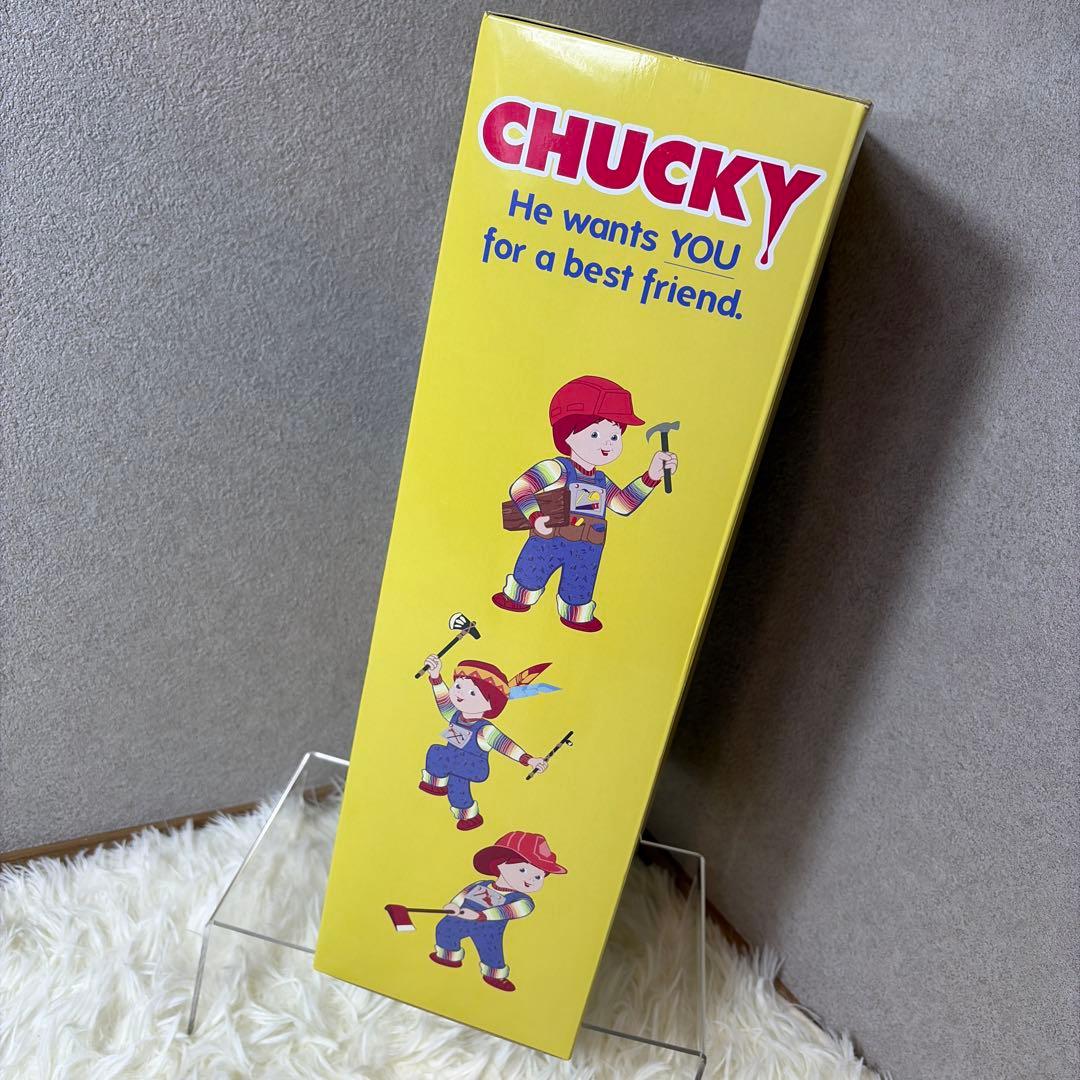 CHUCKY
He wants YOU
for a best friend.